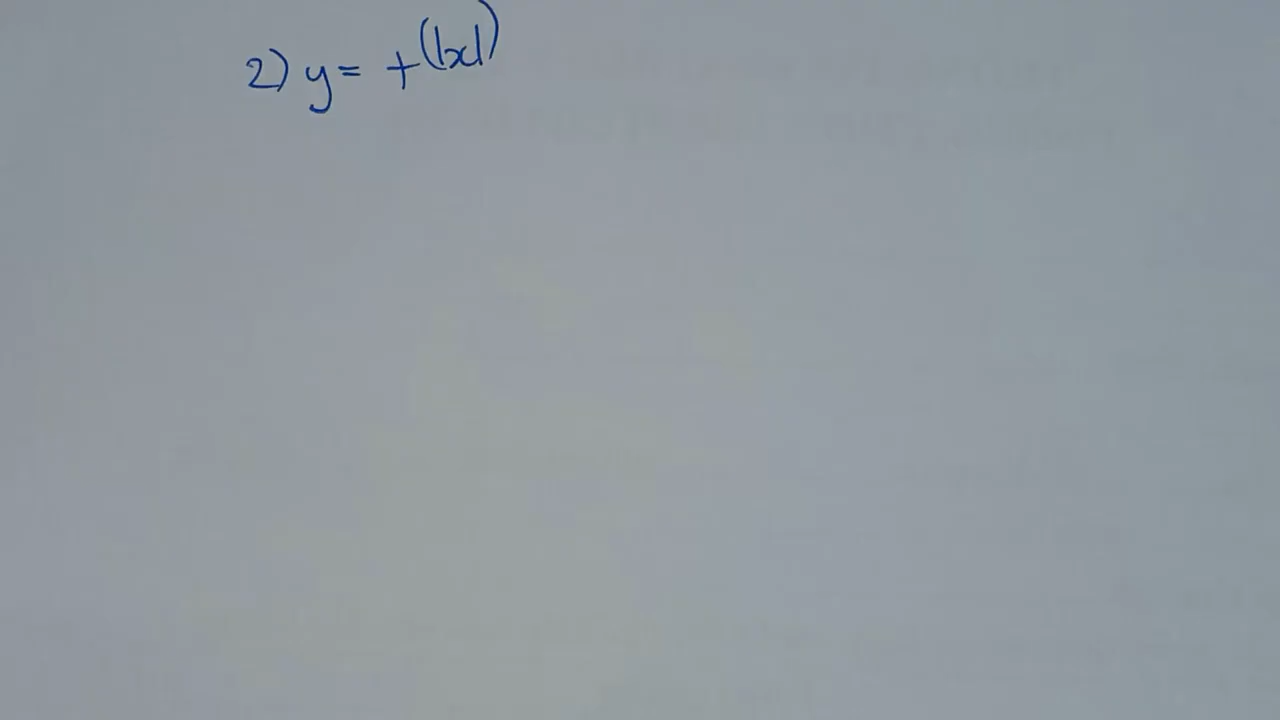 2) y = f(|x|)